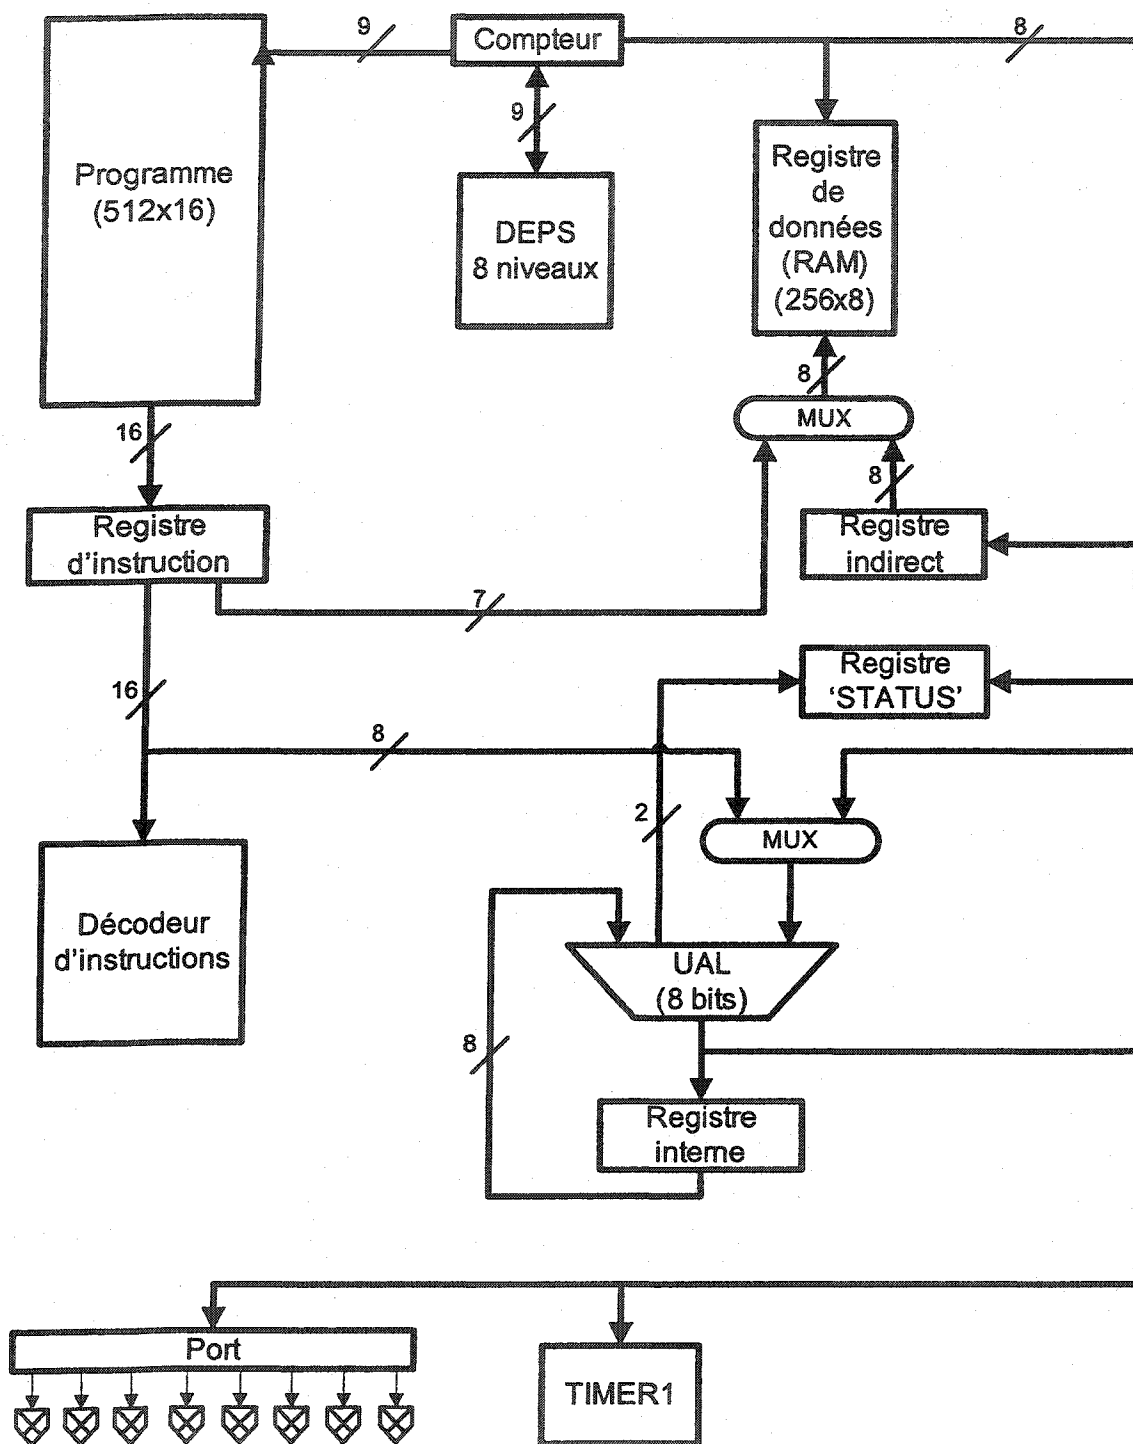 9
Compteur
8
9
Programme
(512x16)
DEPS
8 niveaux
Registre
de
données
(RAM)
(256x8)
8
MUX
16
8
Registre
d'instruction
Registre
indirect
7
Registre
'STATUS'
16
8
2
MUX
Décodeur
d'instructions
UAL
(8 bits)
8
Registre
interne
Port
TIMER1